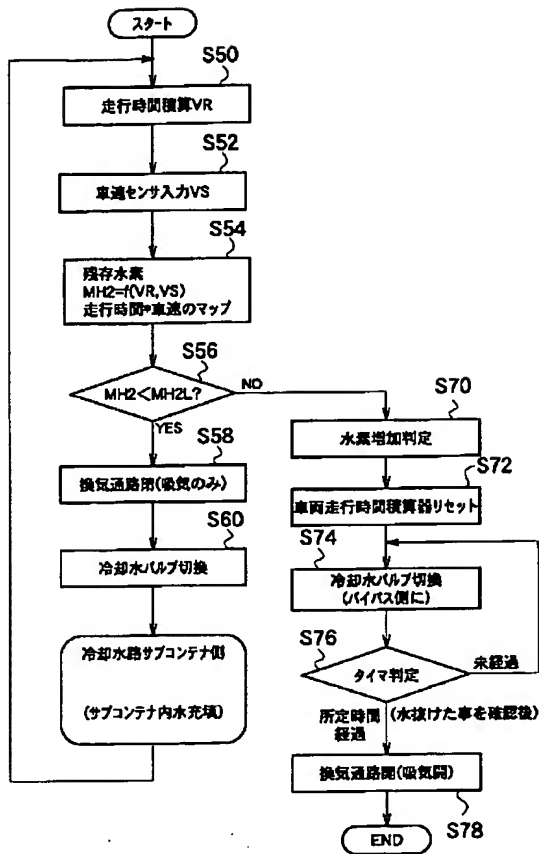 スタート
S50
走行時間積算VR
S52
車速センサ入力VS
S54
残存水素
MH2=f(VR,VS)
走行時間*車速のマップ
S56
MH2<MH2L?
NO
YES
S58
換気通路閉(吸気のみ)
S60
冷却水バルブ切換
冷却水路サブコンテナ側
(サブコンテナ内水充填)
S70
水素増加判定
S72
車両走行時間積算器リセット
S74
冷却水バルブ切換
(バイパス側に)
S76
タイマ判定
未経過
所定時間 (水抜けた事を確認後)
経過
換気通路開(吸気開)
S78
END